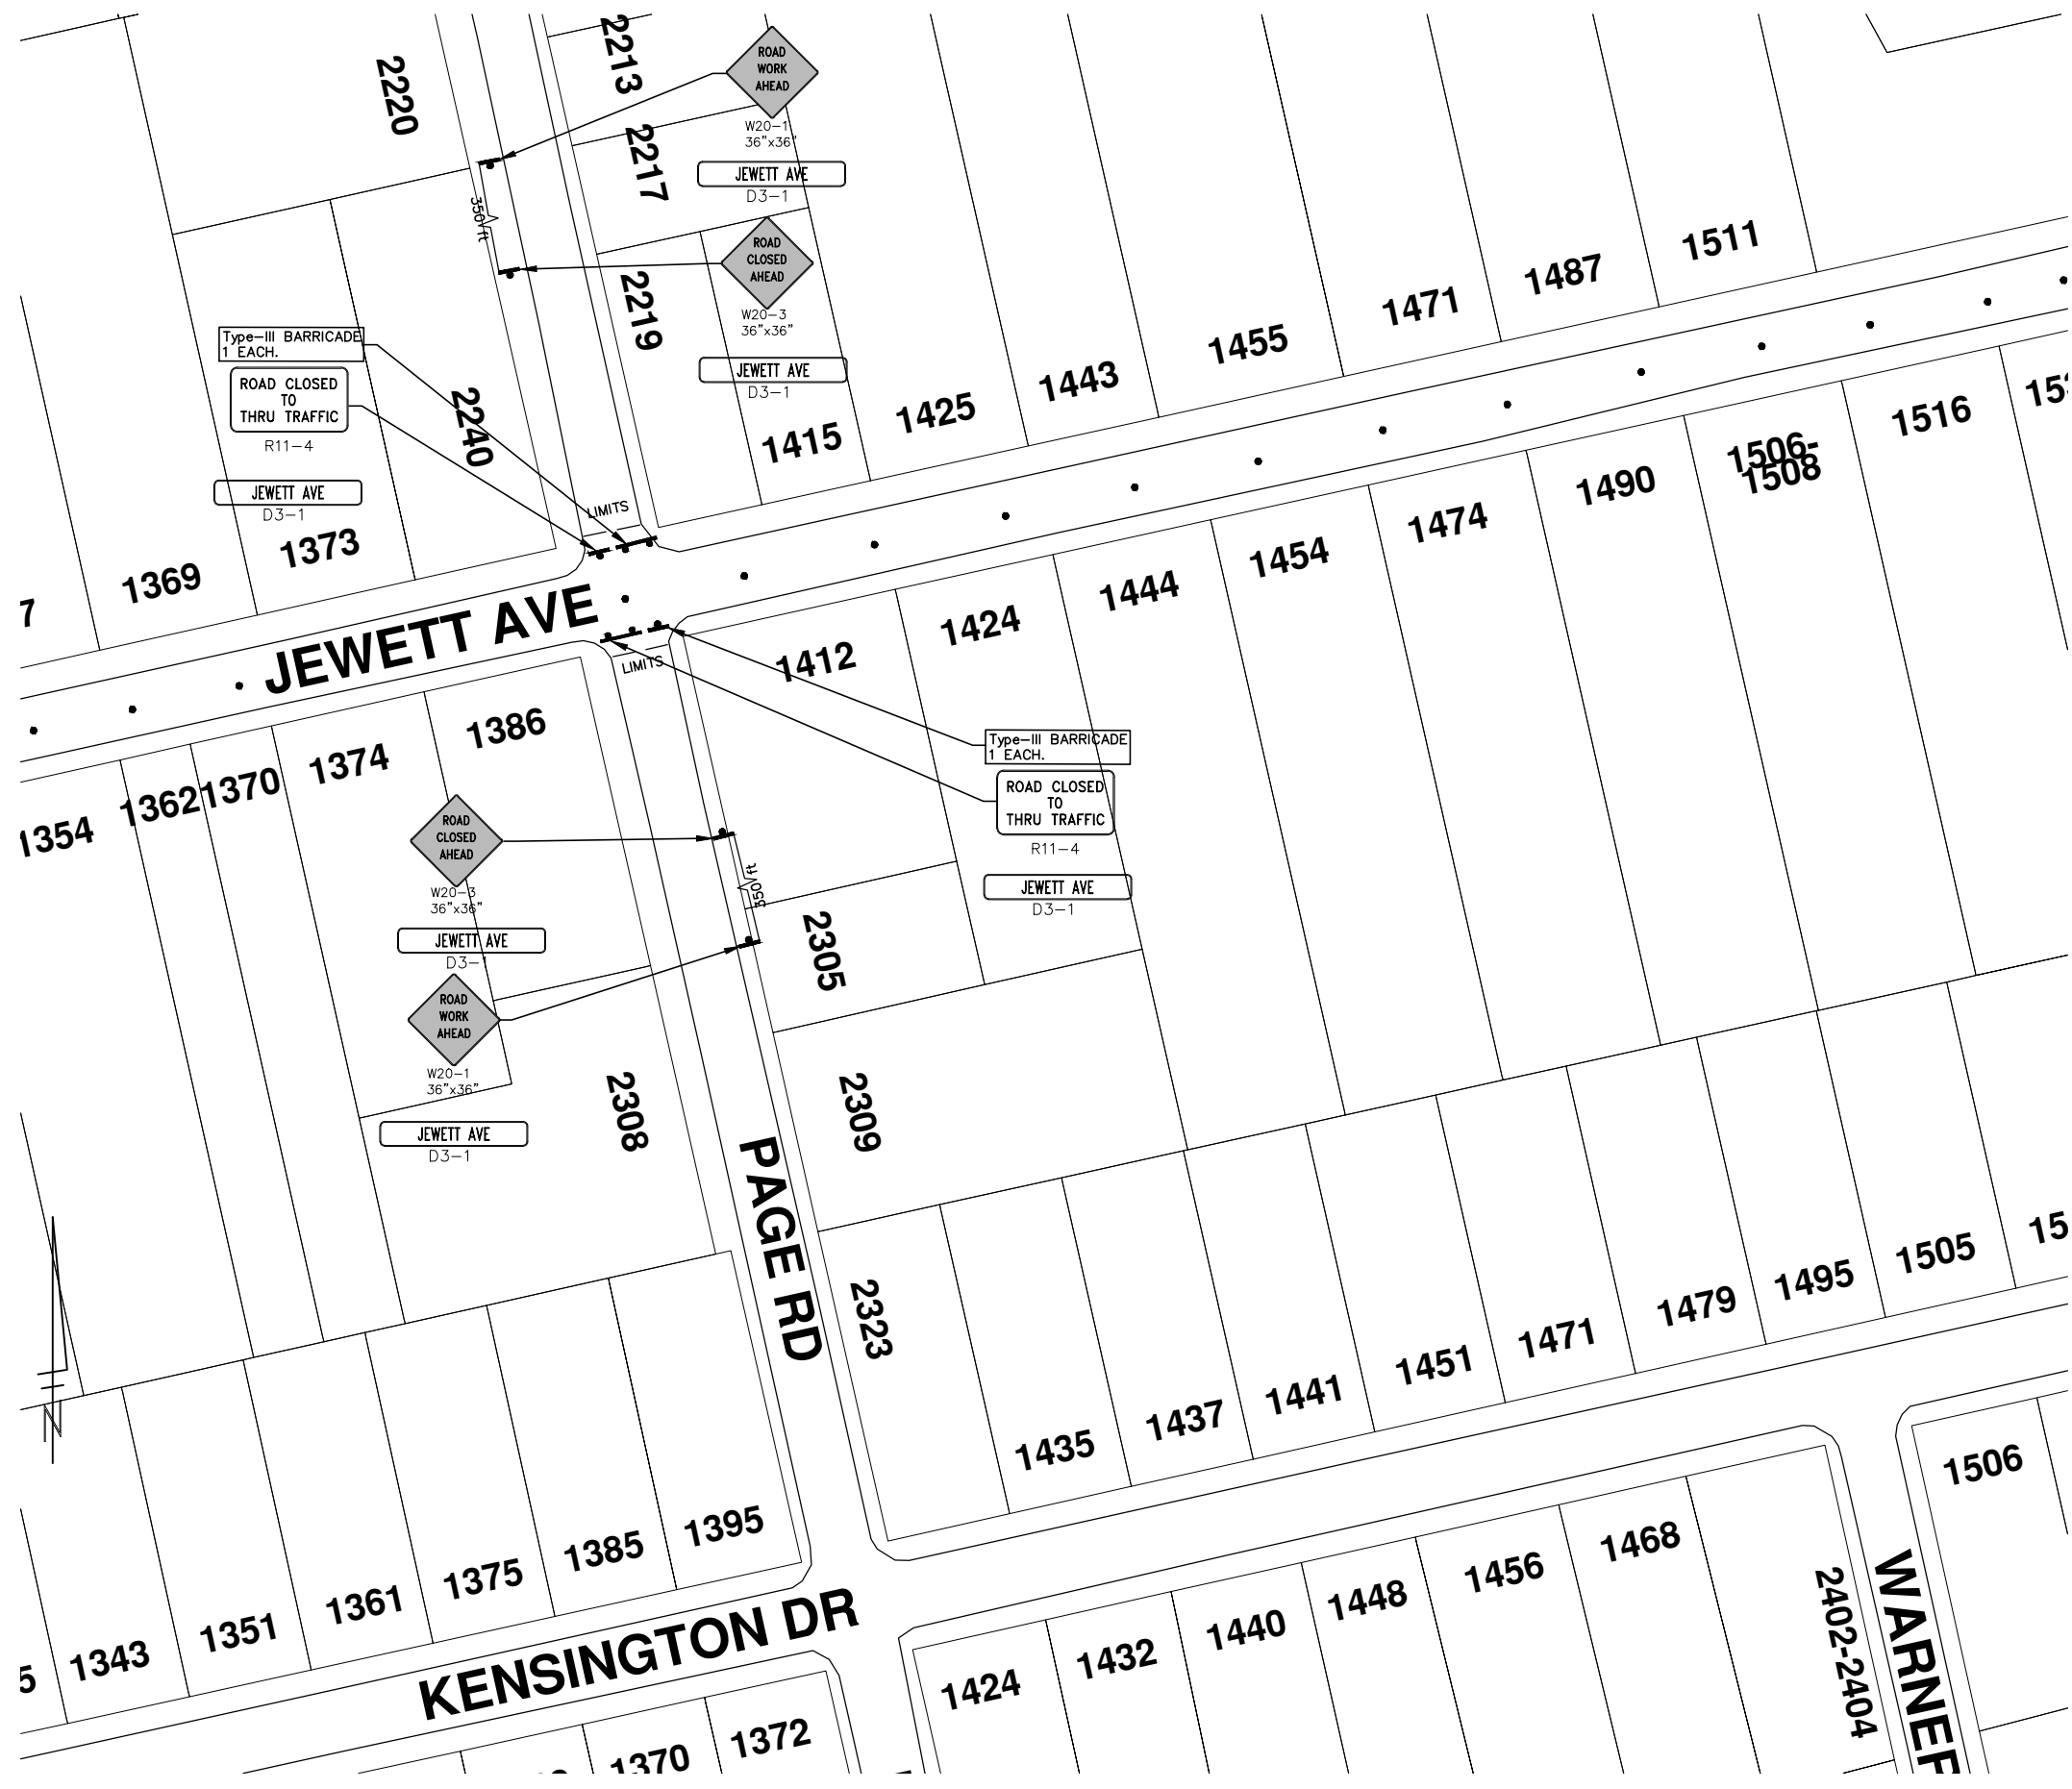 2220
2213
ROAD
WORK
AHEAD
W20-1
36"x36"
2217
JEWETT AVE
D3-1
350 ft
ROAD
CLOSED
AHEAD
W20-3
36"x36"
2219
JEWETT AVE
D3-1
Type-III BARRICADE
1 EACH.
ROAD CLOSED
TO
THRU TRAFFIC
R11-4
JEWETT AVE
D3-1
2240
1511
1487
1471
1455
1443
1425
1415
1373
1369
7
LIMITS
JEWETT AVE
LIMITS
1516
1506-
1508
1490
1474
1454
1444
1424
1412
1386
1374
1370
1362
1354
Type-III BARRICADE
1 EACH.
ROAD CLOSED
TO
THRU TRAFFIC
R11-4
JEWETT AVE
D3-1
ROAD
CLOSED
AHEAD
W20-3
36"x36"
JEWETT AVE
D3-1
350 ft
ROAD
WORK
AHEAD
W20-1
36"x36"
JEWETT AVE
D3-1
2305
2308
2309
PAGE RD
2323
N
15
1505
1495
1479
1471
1451
1441
1437
1435
1395
1385
1375
1361
1351
1343
5
KENSINGTON DR
1506
1468
1456
1448
1440
1432
1424
1372
1370
2402-2404
WARNER